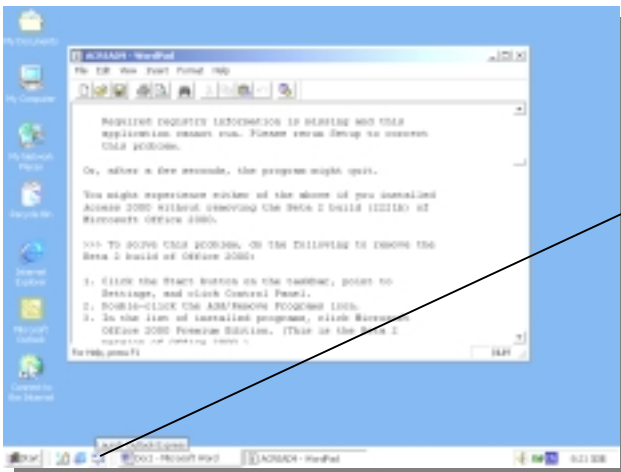 My Documents
ACREAD9 - WordPad
File Edit View Insert Format Help
Required registry information is missing and this
application cannot run. Please rerun Setup to correct
this problem.
Or, after a few seconds, the program might quit.
You might experience either of the above if you installed
Access 2000 without removing the Beta 2 build of
Microsoft Office 2000.
>>> To solve this problem, do the following to remove the
Beta 2 build of Office 2000:
1. Click the Start button on the taskbar, point to
Settings, and click Control Panel.
2. Double-click the Add/Remove Programs icon.
3. In the list of installed programs, click Microsoft
Office 2000 Premium Edition. (This is the Beta 2
My Computer
My Network
Places
Recycle Bin
Internet
Explorer
Microsoft
Outlook
Connect to
the Internet
For Help, press F1
NUM
Launch Outlook Express
Start
Doc1 - Microsoft Word
ACREAD9 - WordPad